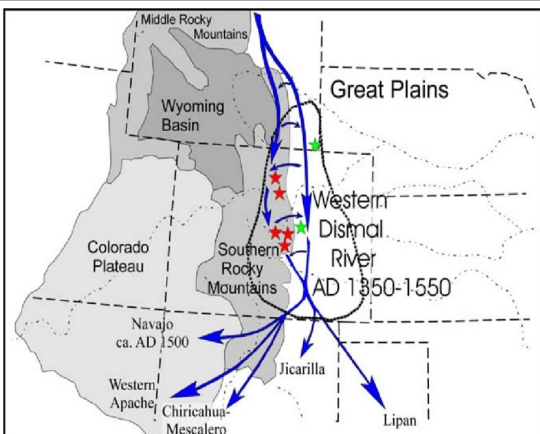 Middle Rocky
Mountains
Great Plains
Wyoming
Basin
Western
Dismal
River
AD 1350-1550
Colorado
Plateau
Southern
Rocky
Mountains
Navajo
ca. AD 1500
Jicarilla
Western
Apache
Chiricahua-
Mescalero
Lipan